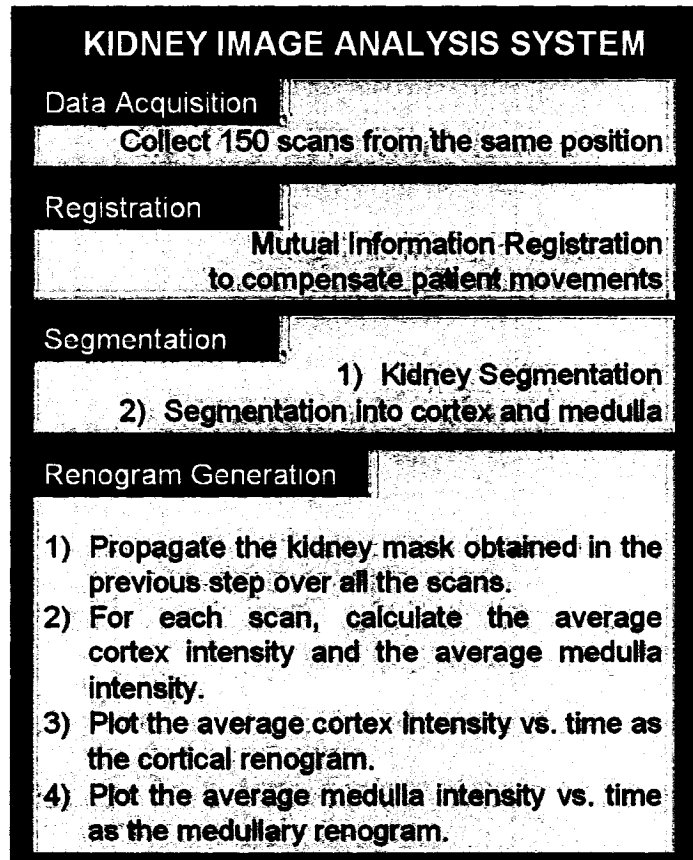 KIDNEY IMAGE ANALYSIS SYSTEM
Data Acquisition
Collect 150 scans from the same position
Registration
Mutual Information Registration
to compensate patient movements
Segmentation
1) Kidney Segmentation
2) Segmentation into cortex and medulla
Renogram Generation
1) Propagate the kidney mask obtained in the
previous step over all the scans.
2) For each scan, calculate the average
cortex intensity and the average medulla
intensity.
3) Plot the average cortex intensity vs. time as
the cortical renogram.
4) Plot the average medulla intensity vs. time
as the medullary renogram.